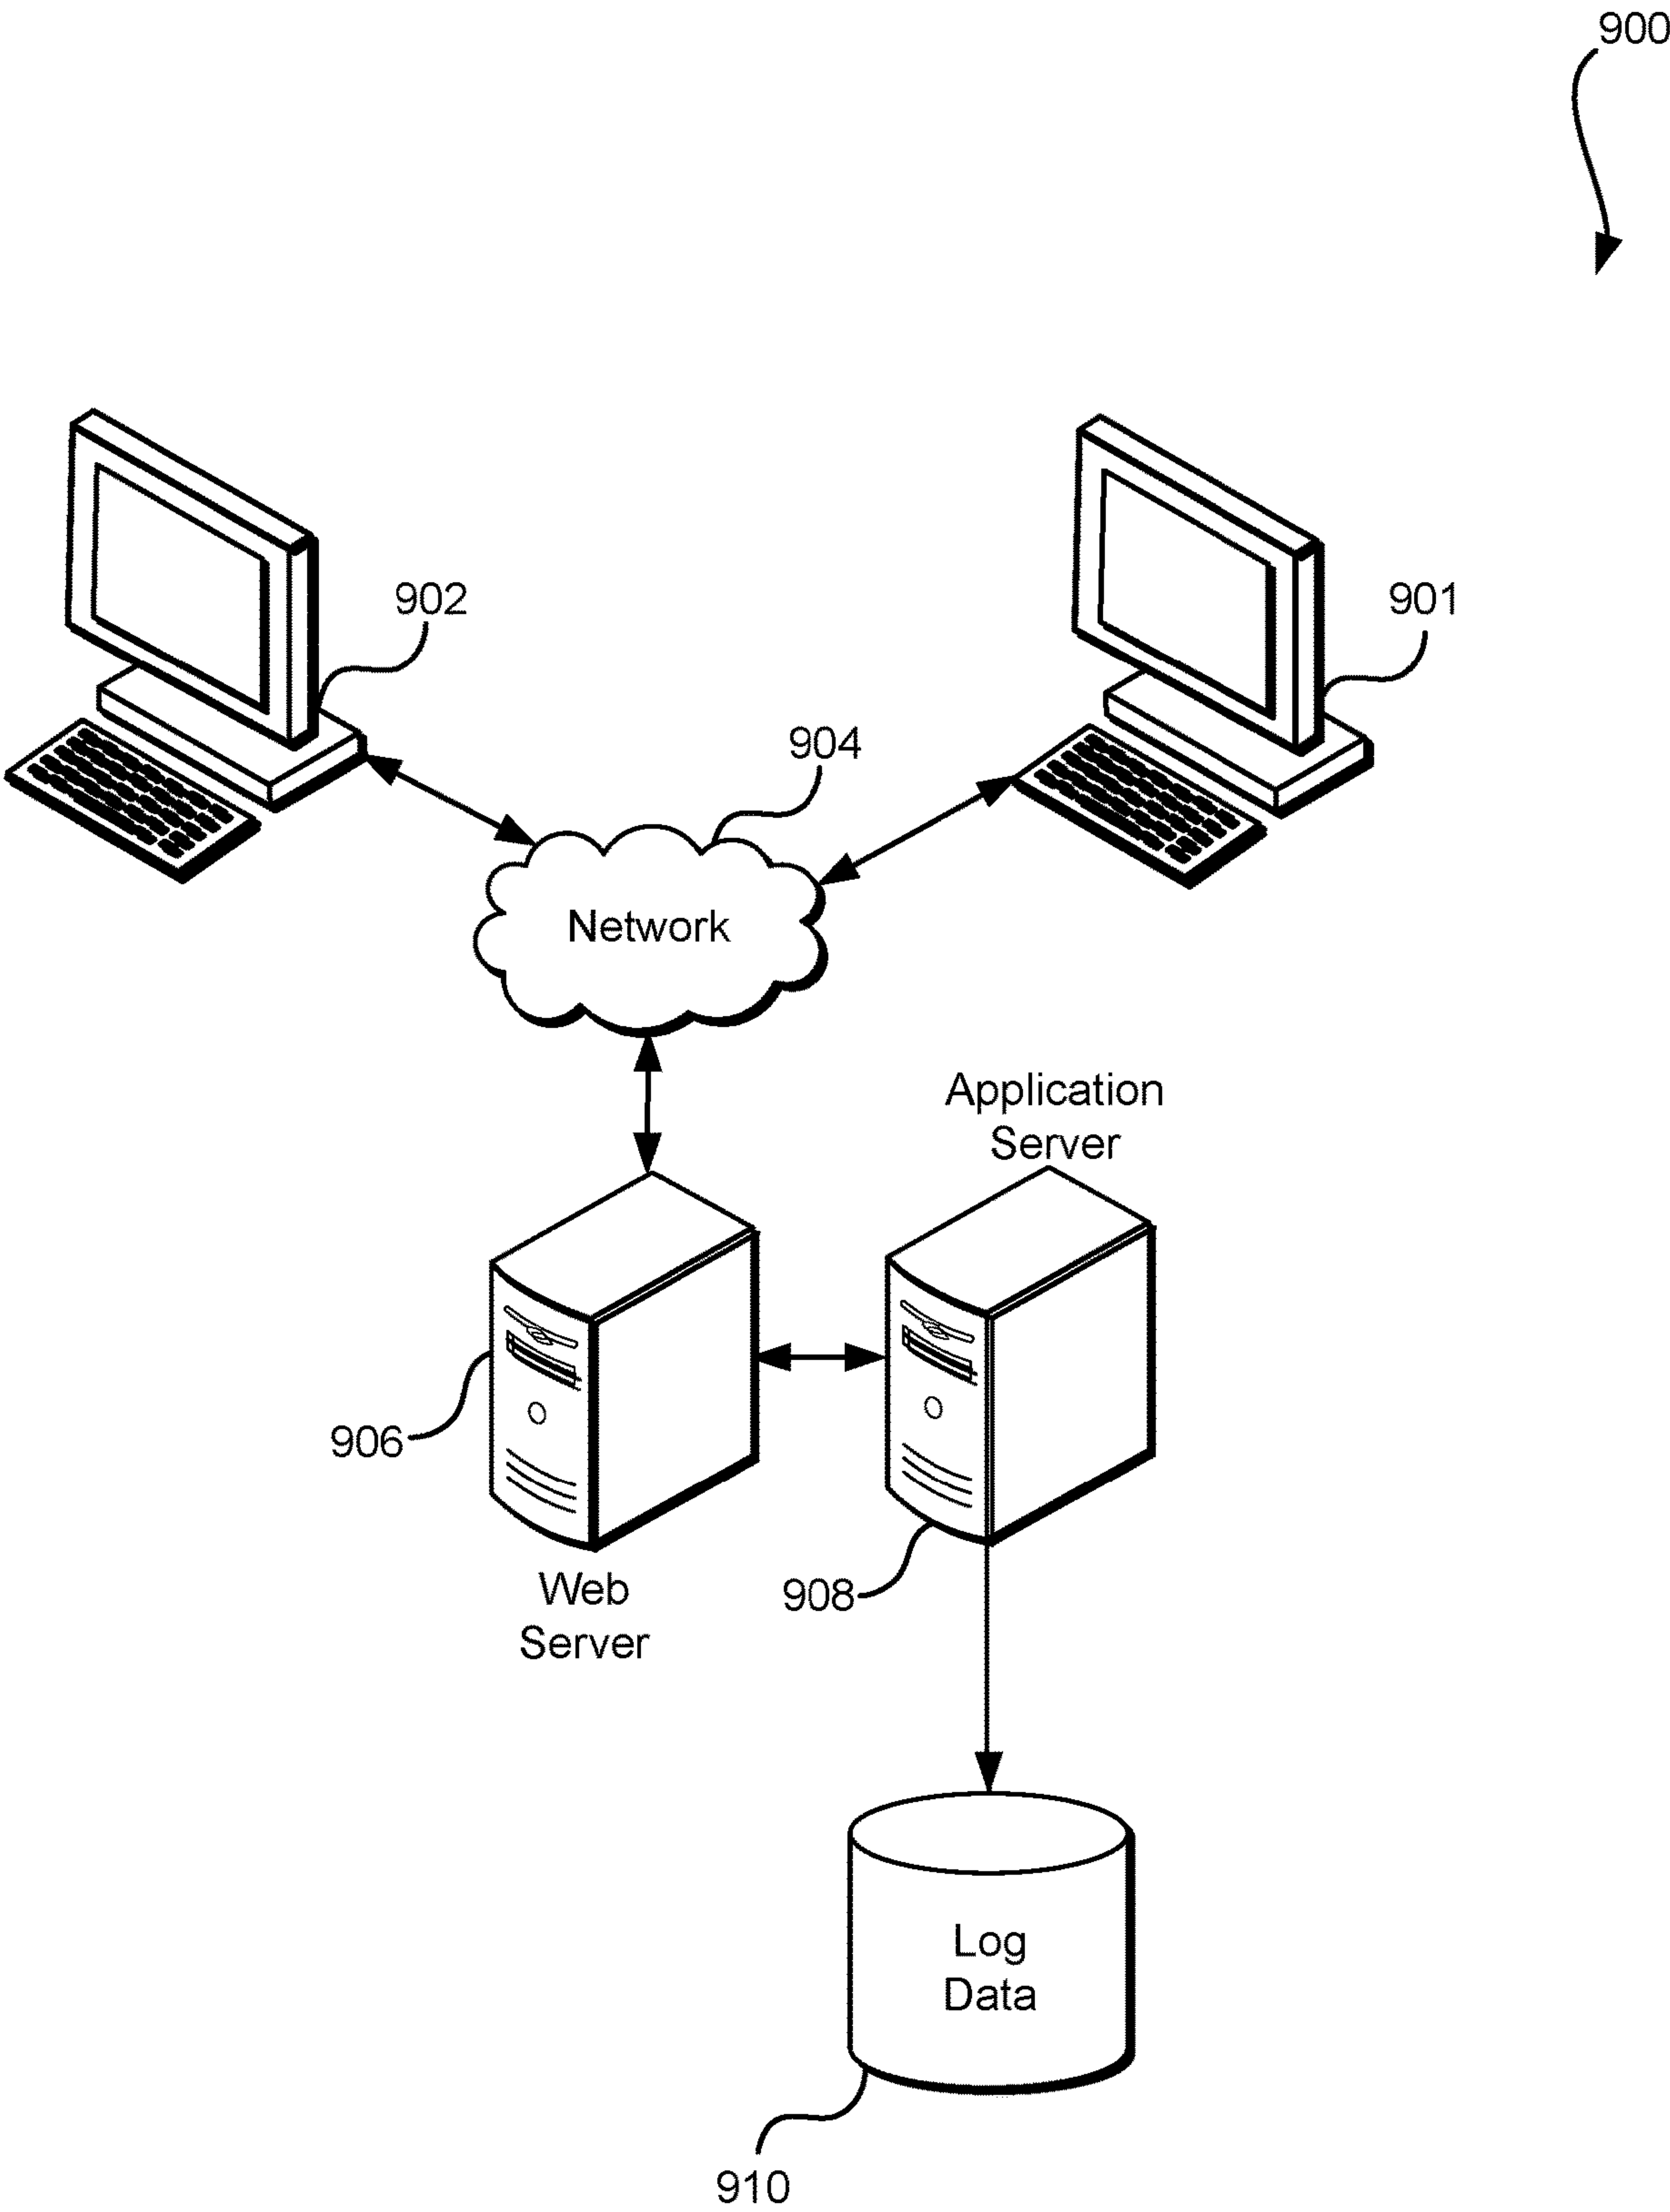 900
902
901
904
Network
Application
Server
906
908
Web
Server
Log
Data
910